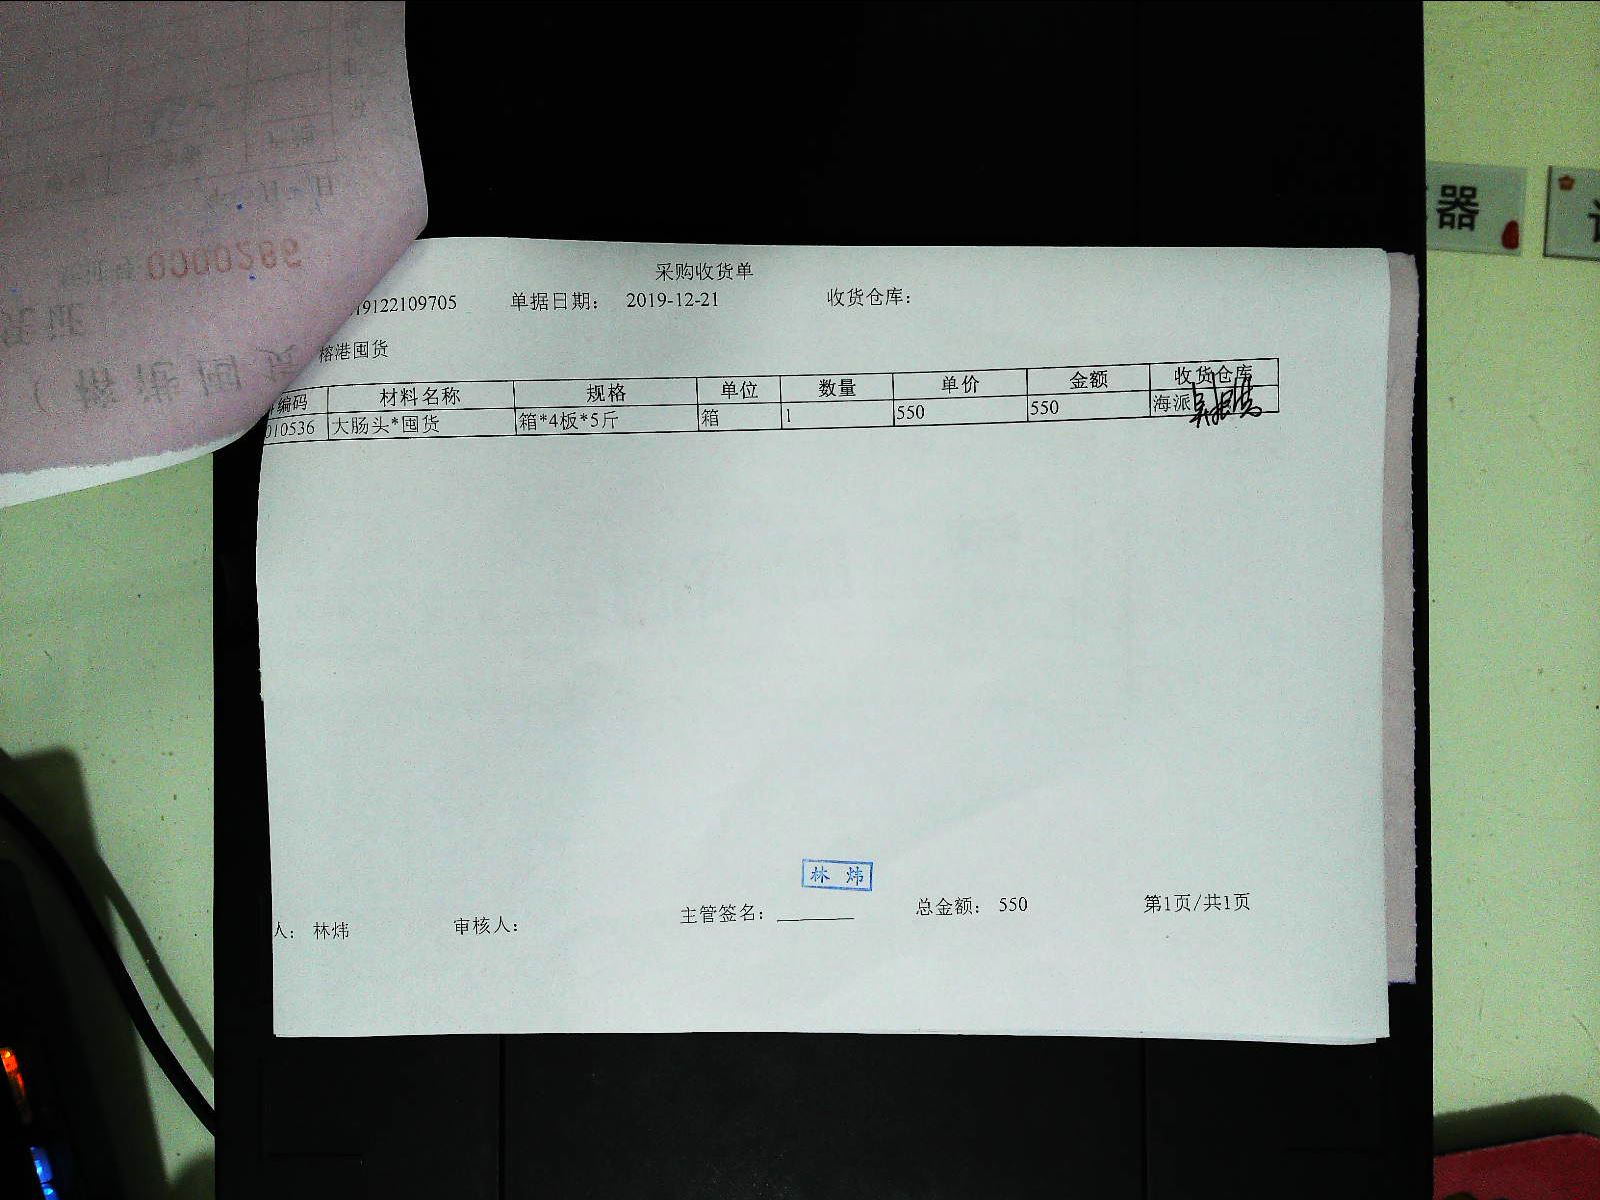 采购收货单
19122109705 单据日期: 2019-12-21 收货仓库:
榕港囤货
编码 材料名称 规格 单位 数量 单价 金额 收货仓库
010536 大肠头*囤货 箱*4板*5斤 箱 1 550 550 海派
林 炜
人: 林炜 审核人: 主管签名: 总金额: 550 第1页/共1页
器